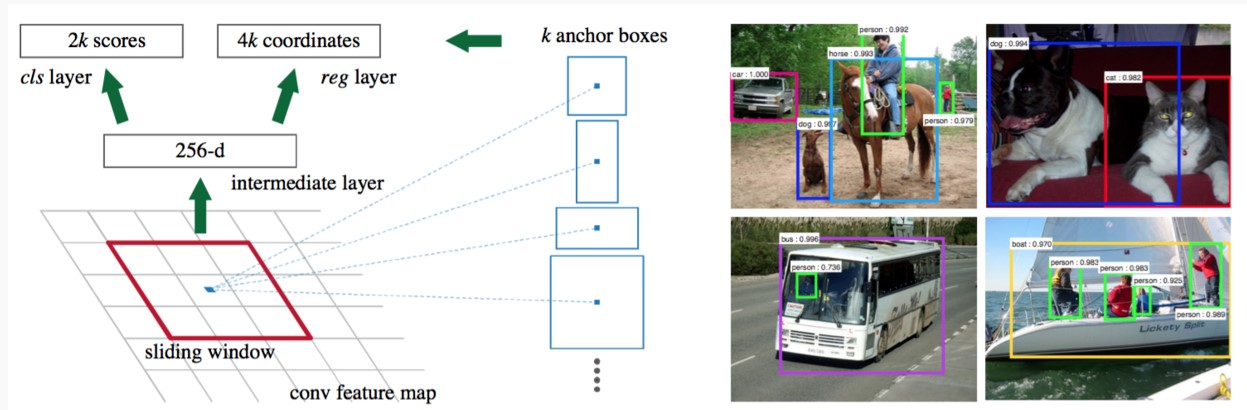 2k scores
4k coordinates
k anchor boxes
cls layer
reg layer
256-d
intermediate layer
sliding window
conv feature map
person : 0.992
horse : 0.993
car : 1.000
dog : 0.997
person : 0.979
dog : 0.994
cat : 0.982
bus : 0.996
person : 0.736
boat : 0.970
person : 0.983
person : 0.983
person : 0.925
person : 0.989
Lickety Split